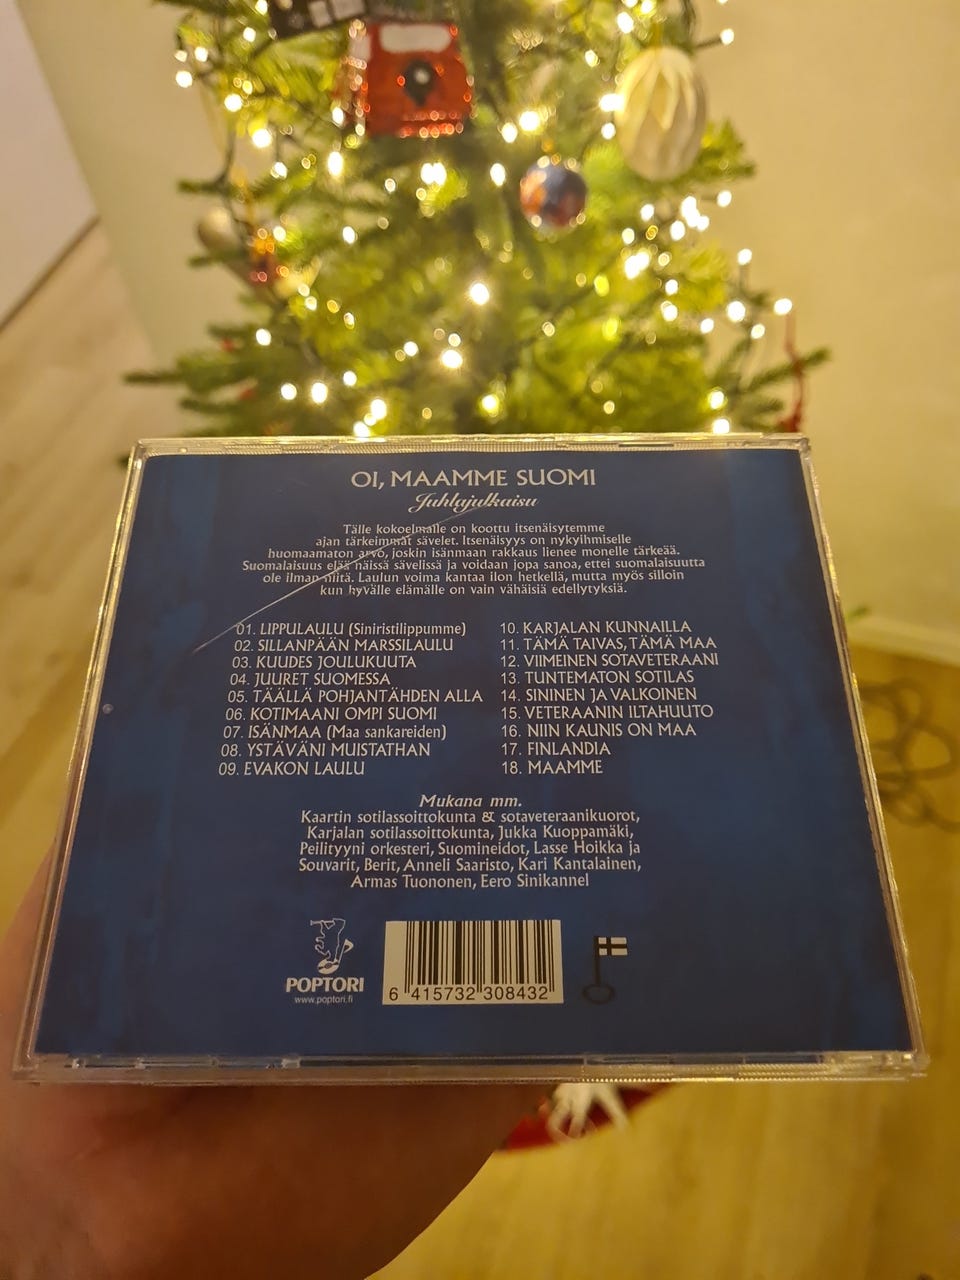 OI, MAAMME SUOMI
Juhlajulkaisu
Tälle kokoelmalle on koottu itsenäisytemme
ajan tärkeimmät sävelet. Itsenäisyys on nykyihmiselle
huomaamaton arvo, joskin isänmaan rakkaus lienee monelle tärkeää.
Suomalaisuus elää näissä sävelissä ja voidaan jopa sanoa, ettei suomalaisuutta
ole ilman niitä. Laulun voima kantaa ilon hetkellä, mutta myös silloin
kun hyvälle elämälle on vain vähäisiä edellytyksiä.
01. LIPPULAULU (Siniristilippumme)
02. SILLANPÄÄN MARSSILAULU
03. KUUDES JOULUKUUTA
04. JUURET SUOMESSA
05. TÄÄLLÄ POHJANTÄHDEN ALLA
06. KOTIMAANI OMPI SUOMI
07. ISÄNMAA (Maa sankareiden)
08. YSTÄVÄNI MUISTATHAN
09. EVAKON LAULU
10. KARJALAN KUNNAILLA
11. TÄMÄ TAIVAS, TÄMÄ MAA
12. VIIMEINEN SOTAVETERAANI
13. TUNTEMATON SOTILAS
14. SININEN JA VALKOINEN
15. VETERAANIN ILTAHUUTO
16. NIIN KAUNIS ON MAA
17. FINLANDIA
18. MAAMME
Mukana mm.
Kaartin sotilassoittokunta & sotaveteraanikuorot,
Karjalan sotilassoittokunta, Jukka Kuoppamäki,
Peilityyni orkesteri, Suomineidot, Lasse Hoikka ja
Souvarit, Berit, Anneli Saaristo, Kari Kantalainen,
Armas Tuononen, Eero Sinikannel
POPTORI
www.poptori.fi
6 415732 308432